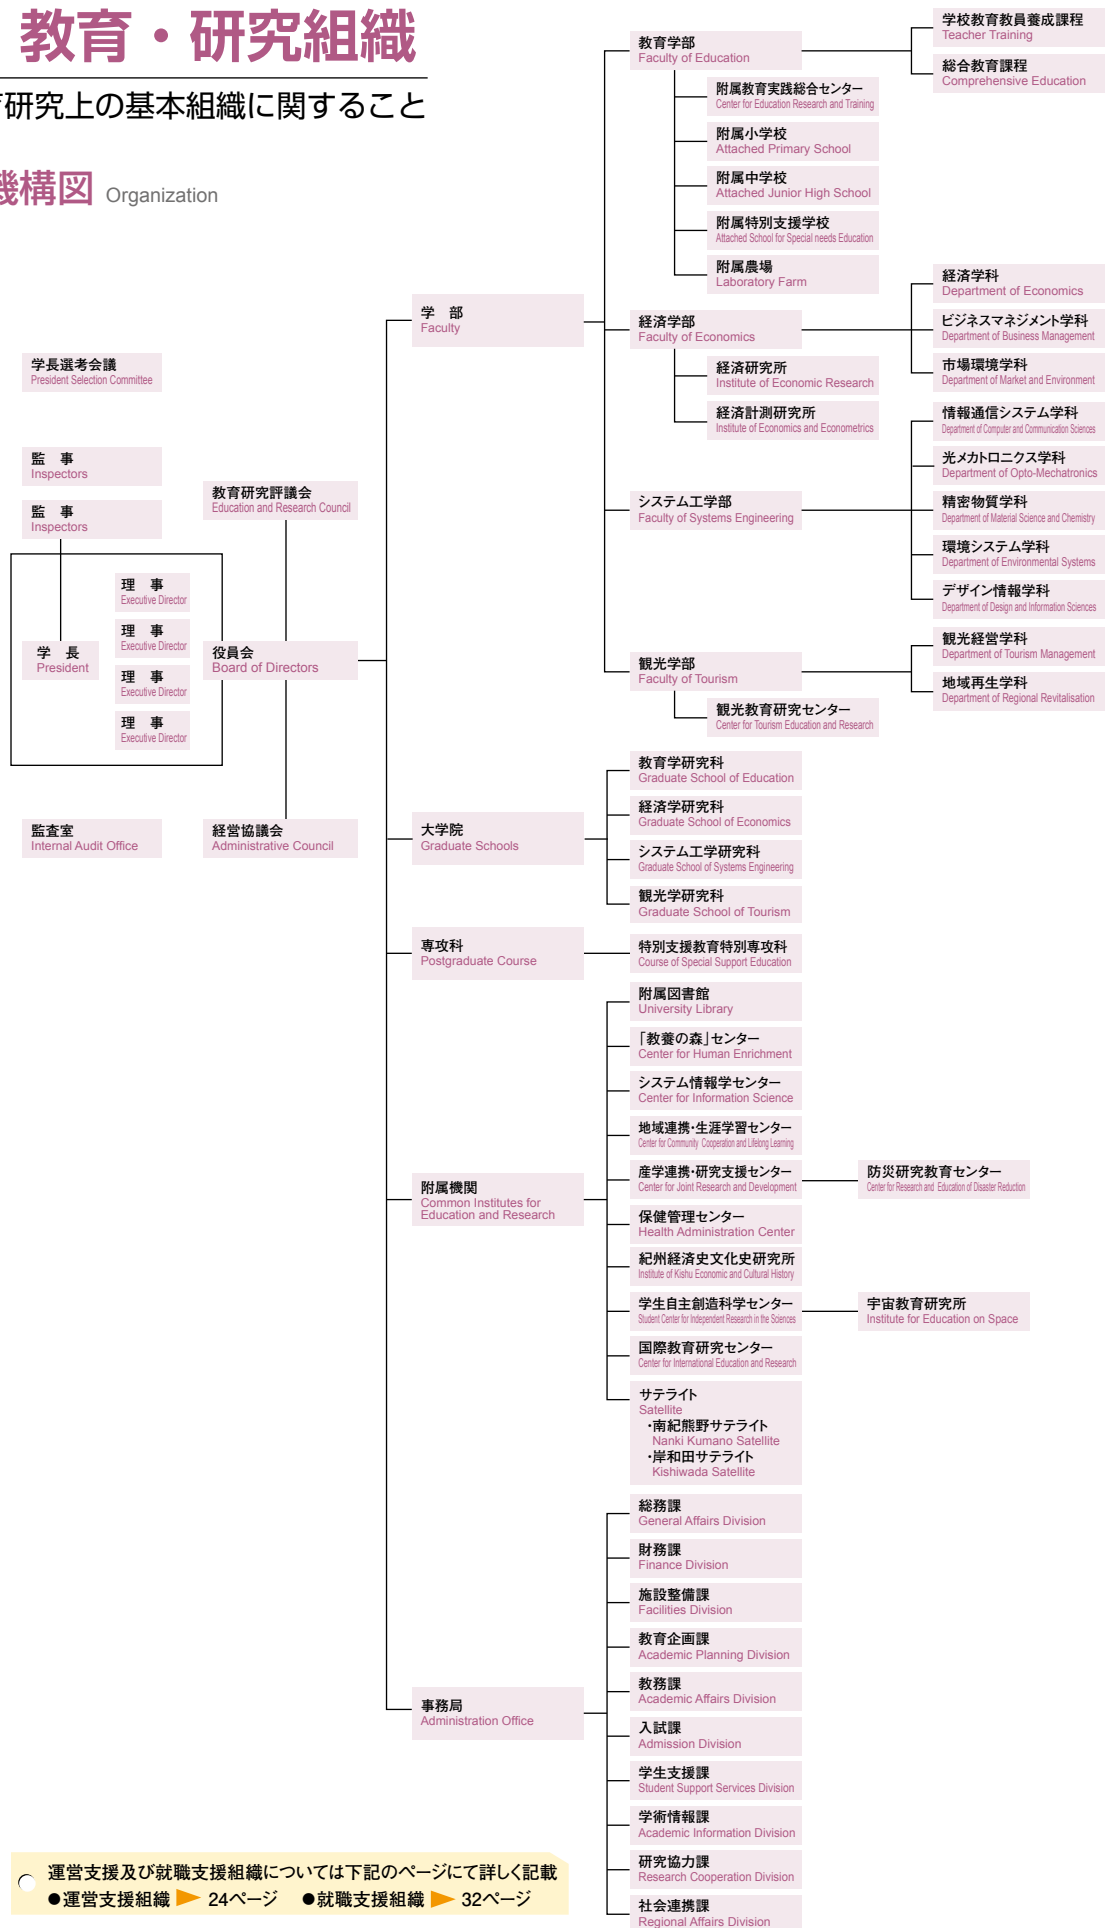 教育・研究組織
育研究上の基本組織に関すること
機構図 Organization
学長選考会議
President Selection Committee
監　事
Inspectors
監　事
Inspectors
教育研究評議会
Education and Research Council
理　事
Executive Director
理　事
Executive Director
理　事
Executive Director
理　事
Executive Director
学　長
President
役員会
Board of Directors
監査室
Internal Audit Office
経営協議会
Administrative Council
学　部
Faculty
教育学部
Faculty of Education
学校教育教員養成課程
Teacher Training
総合教育課程
Comprehensive Education
附属教育実践総合センター
Center for Education Research and Training
附属小学校
Attached Primary School
附属中学校
Attached Junior High School
附属特別支援学校
Attached School for Special needs Education
附属農場
Laboratory Farm
経済学部
Faculty of Economics
経済学科
Department of Economics
ビジネスマネジメント学科
Department of Business Management
市場環境学科
Department of Market and Environment
経済研究所
Institute of Economic Research
経済計測研究所
Institute of Economics and Econometrics
システム工学部
Faculty of Systems Engineering
情報通信システム学科
Department of Computer and Communication Sciences
光メカトロニクス学科
Department of Opto-Mechatronics
精密物質学科
Department of Material Science and Chemistry
環境システム学科
Department of Environmental Systems
デザイン情報学科
Department of Design and Information Sciences
観光学部
Faculty of Tourism
観光経営学科
Department of Tourism Management
地域再生学科
Department of Regional Revitalisation
観光教育研究センター
Center for Tourism Education and Research
大学院
Graduate Schools
教育学研究科
Graduate School of Education
経済学研究科
Graduate School of Economics
システム工学研究科
Graduate School of Systems Engineering
観光学研究科
Graduate School of Tourism
専攻科
Postgraduate Course
特別支援教育特別専攻科
Course of Special Support Education
附属機関
Common Institutes for
Education and Research
附属図書館
University Library
「教養の森」センター
Center for Human Enrichment
システム情報学センター
Center for Information Science
地域連携・生涯学習センター
Center for Community Cooperation and Lifelong Learning
産学連携・研究支援センター
Center for Joint Research and Development
防災研究教育センター
Center for Research and Education of Disaster Reduction
保健管理センター
Health Administration Center
紀州経済史文化史研究所
Institute of Kishu Economic and Cultural History
学生自主創造科学センター
Student Center for Independent Research in the Sciences
宇宙教育研究所
Institute for Education on Space
国際教育研究センター
Center for International Education and Research
サテライト
Satellite
・南紀熊野サテライト
Nanki Kumano Satellite
・岸和田サテライト
Kishiwada Satellite
事務局
Administration Office
総務課
General Affairs Division
財務課
Finance Division
施設整備課
Facilities Division
教育企画課
Academic Planning Division
教務課
Academic Affairs Division
入試課
Admission Division
学生支援課
Student Support Services Division
学術情報課
Academic Information Division
研究協力課
Research Cooperation Division
社会連携課
Regional Affairs Division
運営支援及び就職支援組織については下記のページにて詳しく記載
●運営支援組織 ▶ 24ページ　●就職支援組織 ▶ 32ページ